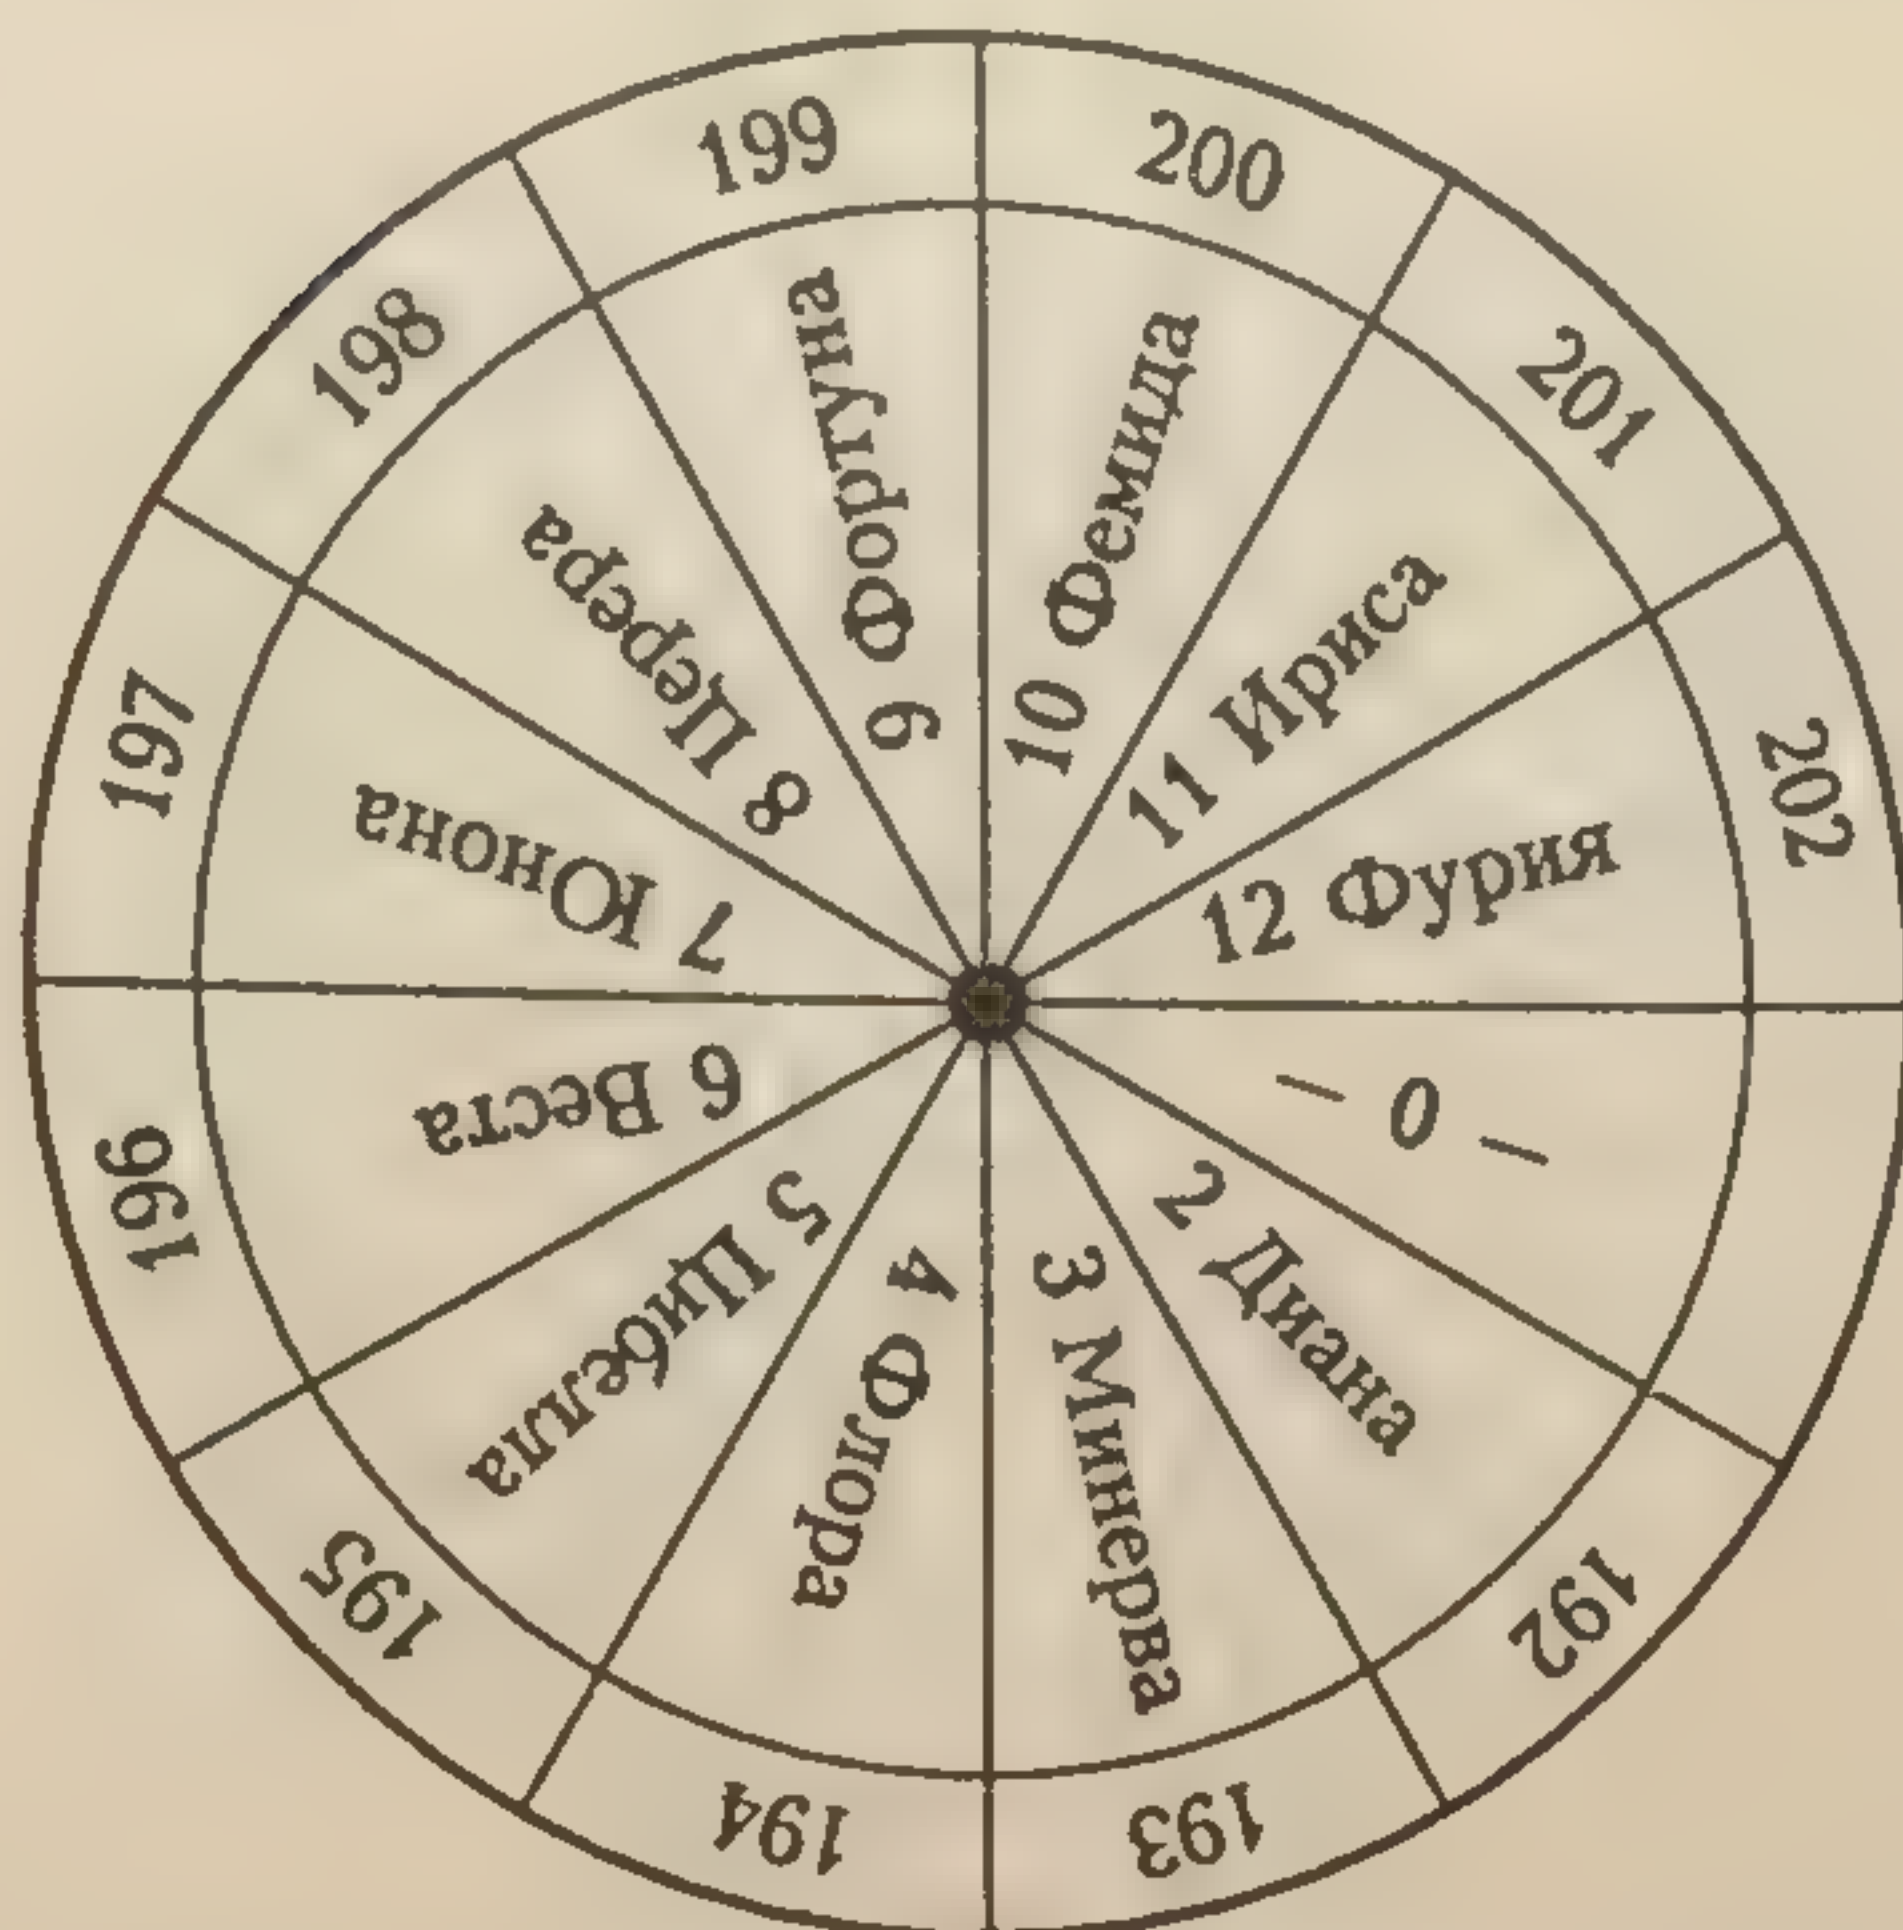 — 0 —
192
2 Диана
193
3 Минерва
194
4 Флора
195
5 Цибелла
196
6 Веста
197
7 Юнона
198
8 Церера
199
9 Фортуна
200
10 Фемида
201
11 Ириса
202
12 Фурия